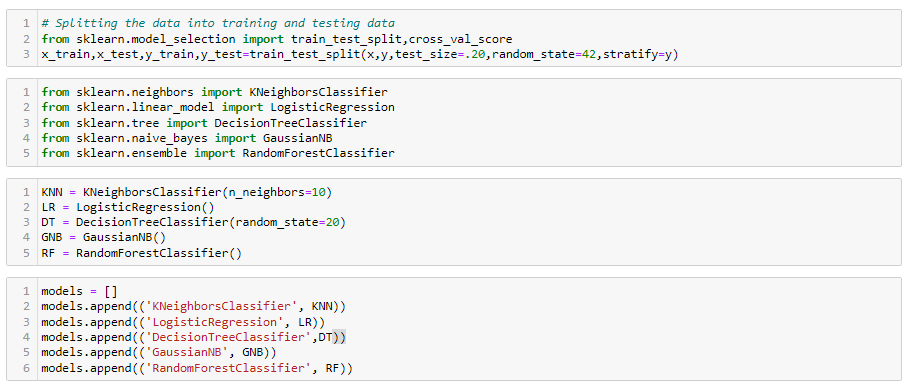 1 # Splitting the data into training and testing data
2 from sklearn.model_selection import train_test_split,cross_val_score
3 x_train,x_test,y_train,y_test=train_test_split(x,y,test_size=.20,random_state=42,stratify=y)
1 from sklearn.neighbors import KNeighborsClassifier
2 from sklearn.linear_model import LogisticRegression
3 from sklearn.tree import DecisionTreeClassifier
4 from sklearn.naive_bayes import GaussianNB
5 from sklearn.ensemble import RandomForestClassifier
1 KNN = KNeighborsClassifier(n_neighbors=10)
2 LR = LogisticRegression()
3 DT = DecisionTreeClassifier(random_state=20)
4 GNB = GaussianNB()
5 RF = RandomForestClassifier()
1 models = []
2 models.append(('KNeighborsClassifier', KNN))
3 models.append(('LogisticRegression', LR))
4 models.append(('DecisionTreeClassifier',DT))
5 models.append(('GaussianNB', GNB))
6 models.append(('RandomForestClassifier', RF))